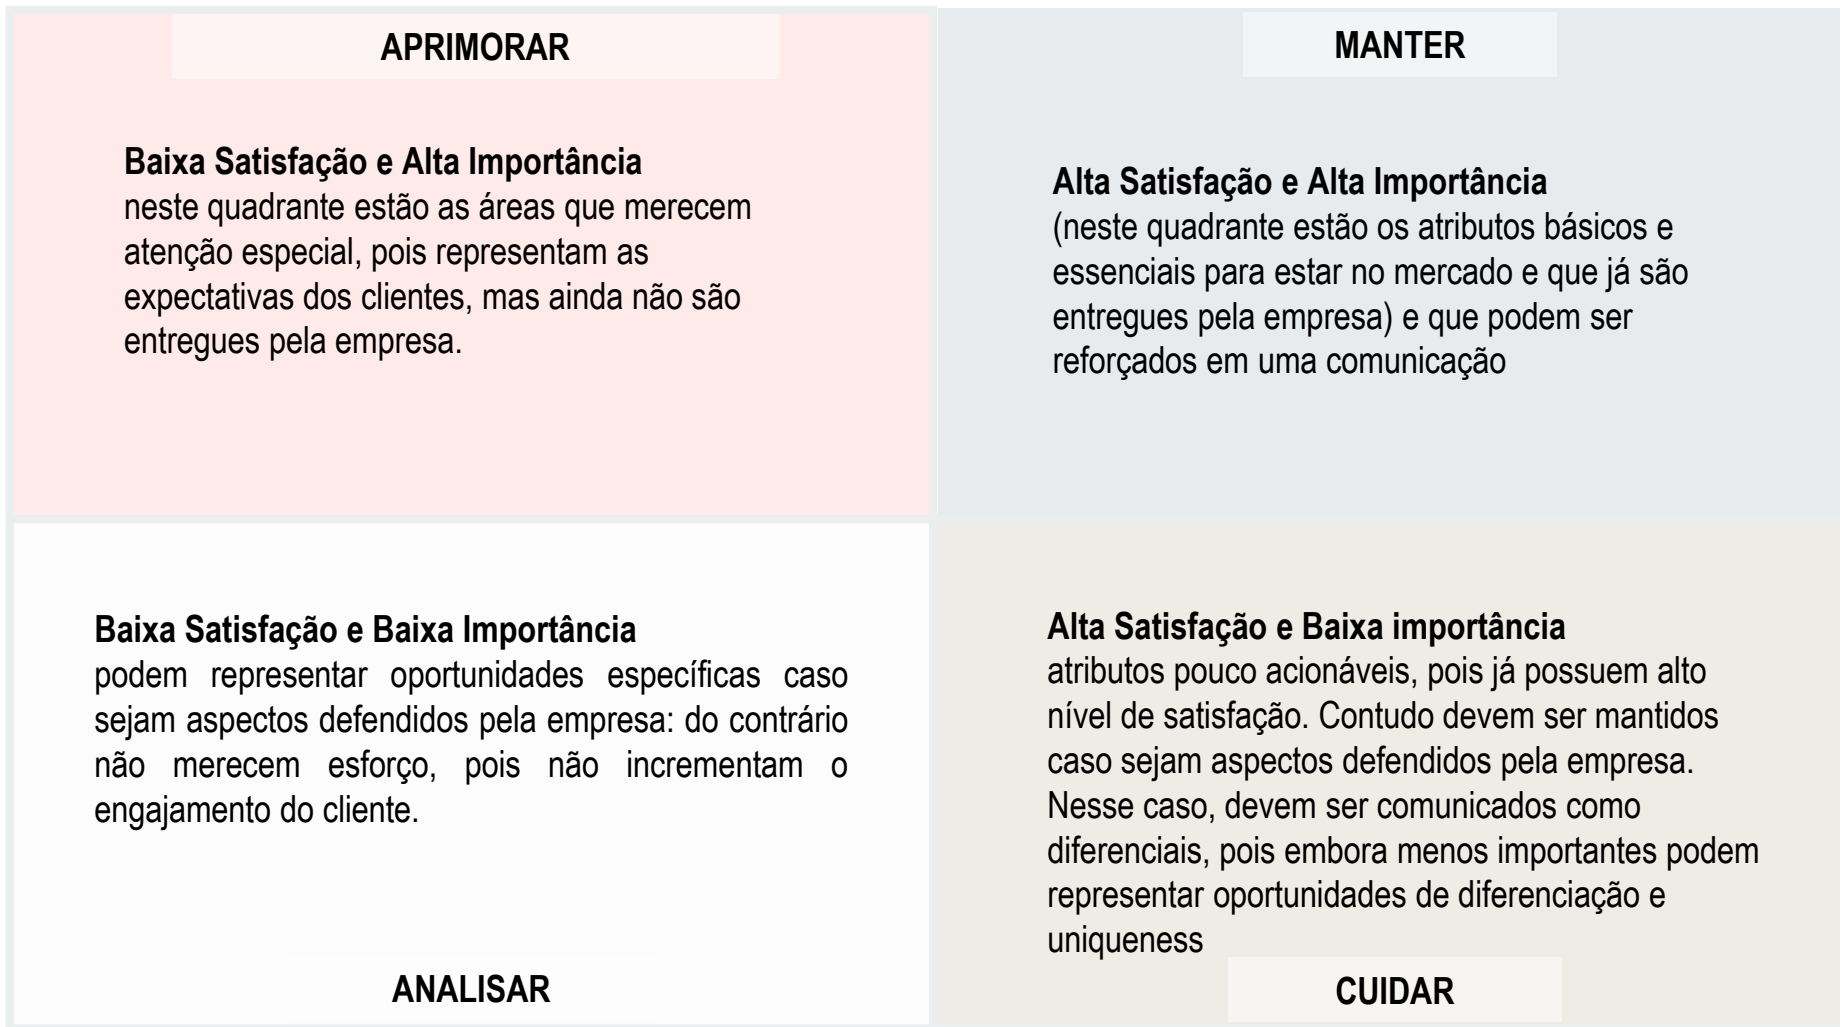 APRIMORAR
Baixa Satisfação e Alta Importância
neste quadrante estão as áreas que merecem
atenção especial, pois representam as
expectativas dos clientes, mas ainda não são
entregues pela empresa.
MANTER
Alta Satisfação e Alta Importância
(neste quadrante estão os atributos básicos e
essenciais para estar no mercado e que já são
entregues pela empresa) e que podem ser
reforçados em uma comunicação
Baixa Satisfação e Baixa Importância
podem representar oportunidades específicas caso
sejam aspectos defendidos pela empresa: do contrário
não merecem esforço, pois não incrementam o
engajamento do cliente.
ANALISAR
Alta Satisfação e Baixa importância
atributos pouco acionáveis, pois já possuem alto
nível de satisfação. Contudo devem ser mantidos
caso sejam aspectos defendidos pela empresa.
Nesse caso, devem ser comunicados como
diferenciais, pois embora menos importantes podem
representar oportunidades de diferenciação e
uniqueness
CUIDAR